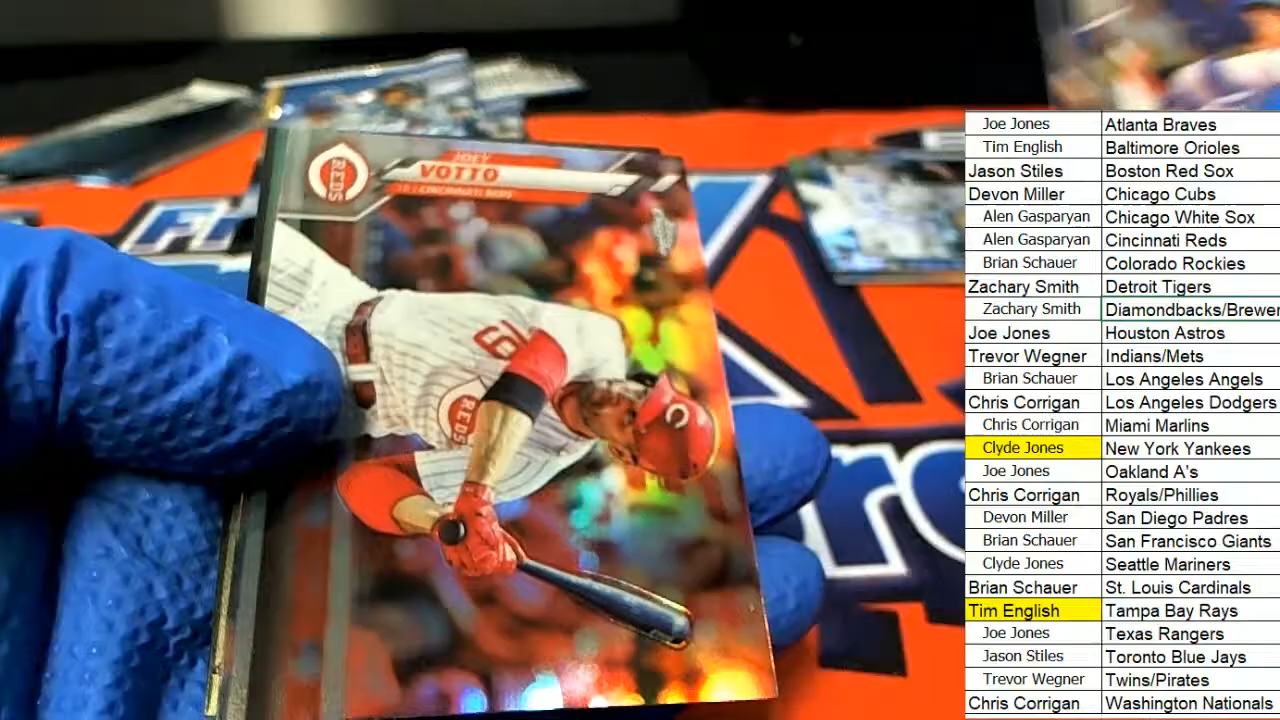 REDS
JOEY
VOTTO
1B | CINCINNATI REDS
19
REDS
C
Joe Jones Atlanta Braves
Tim English Baltimore Orioles
Jason Stiles Boston Red Sox
Devon Miller Chicago Cubs
Alen Gasparyan Chicago White Sox
Alen Gasparyan Cincinnati Reds
Brian Schauer Colorado Rockies
Zachary Smith Detroit Tigers
Zachary Smith Diamondbacks/Brewer
Joe Jones Houston Astros
Trevor Wegner Indians/Mets
Brian Schauer Los Angeles Angels
Chris Corrigan Los Angeles Dodgers
Chris Corrigan Miami Marlins
Clyde Jones New York Yankees
Joe Jones Oakland A's
Chris Corrigan Royals/Phillies
Devon Miller San Diego Padres
Brian Schauer San Francisco Giants
Clyde Jones Seattle Mariners
Brian Schauer St. Louis Cardinals
Tim English Tampa Bay Rays
Joe Jones Texas Rangers
Jason Stiles Toronto Blue Jays
Trevor Wegner Twins/Pirates
Chris Corrigan Washington Nationals